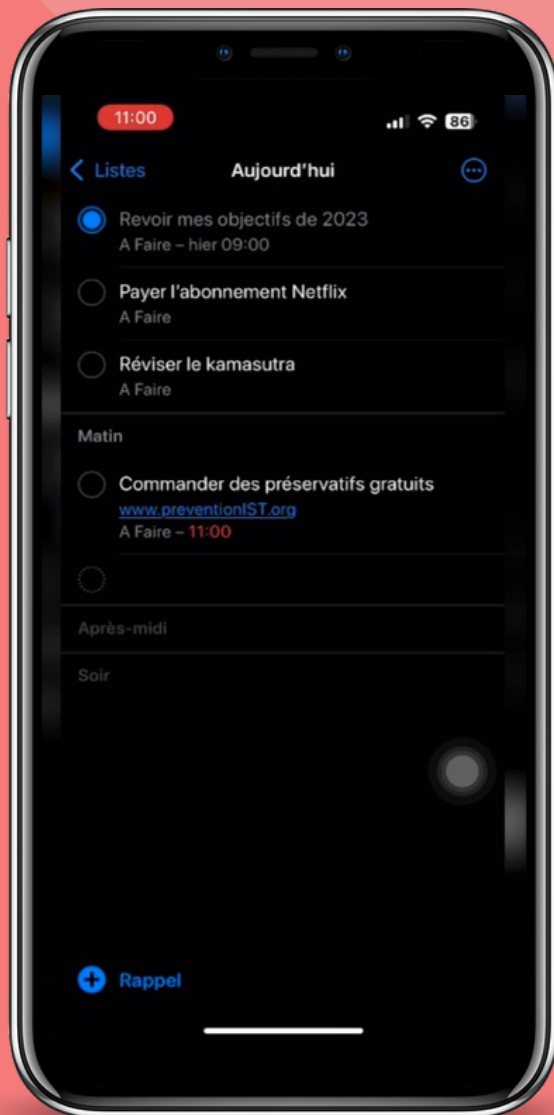 11:00
86
Listes
Aujourd'hui
Revoir mes objectifs de 2023
A Faire – hier 09:00
Payer l'abonnement Netflix
A Faire
Réviser le kamasutra
A Faire
Matin
Commander des préservatifs gratuits
www.preventionIST.org
A Faire – 11:00
Après-midi
Soir
Rappel